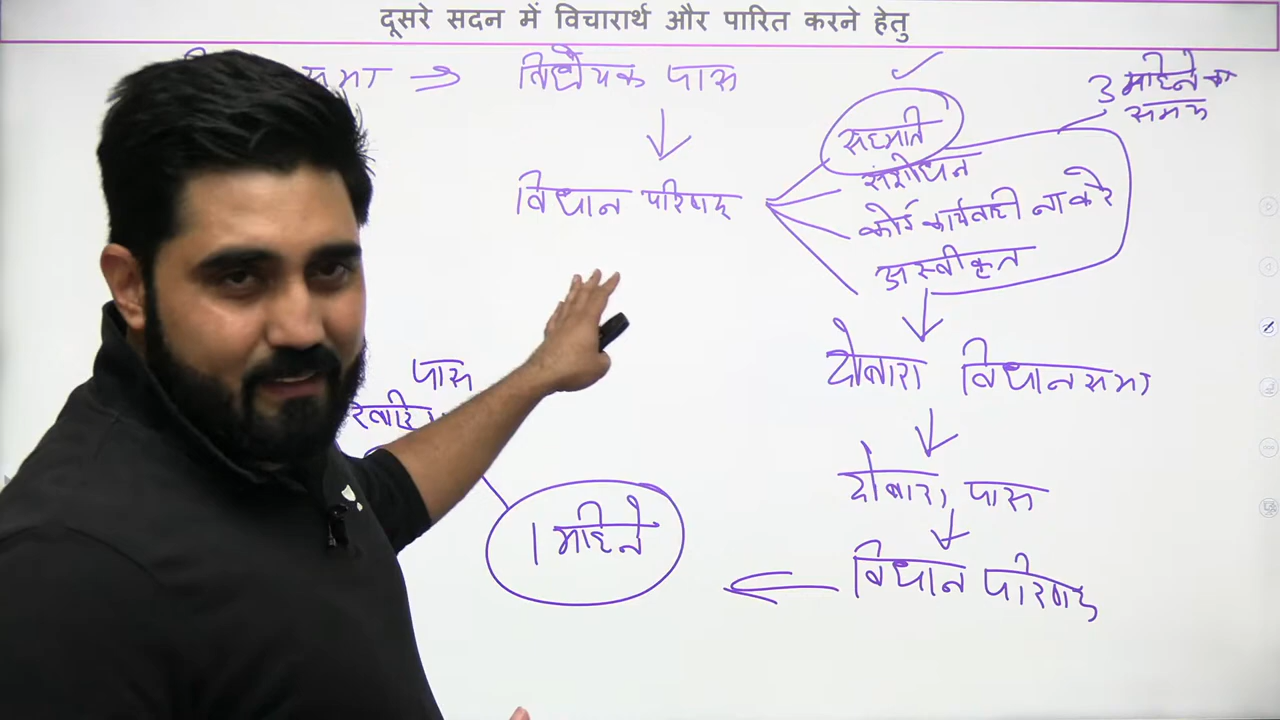 दूसरे सदन में विचारार्थ और पारित करने हेतु
सभा ⇒ विधेयक पास
विधान परिषद
सहमति
संशोधन
कोई कार्यवाही ना करे
अस्वीकृत
3 महिने का
समय
दोबारा विधानसभा
दोबारा पास
विधान परिषद
पास
1 महिने